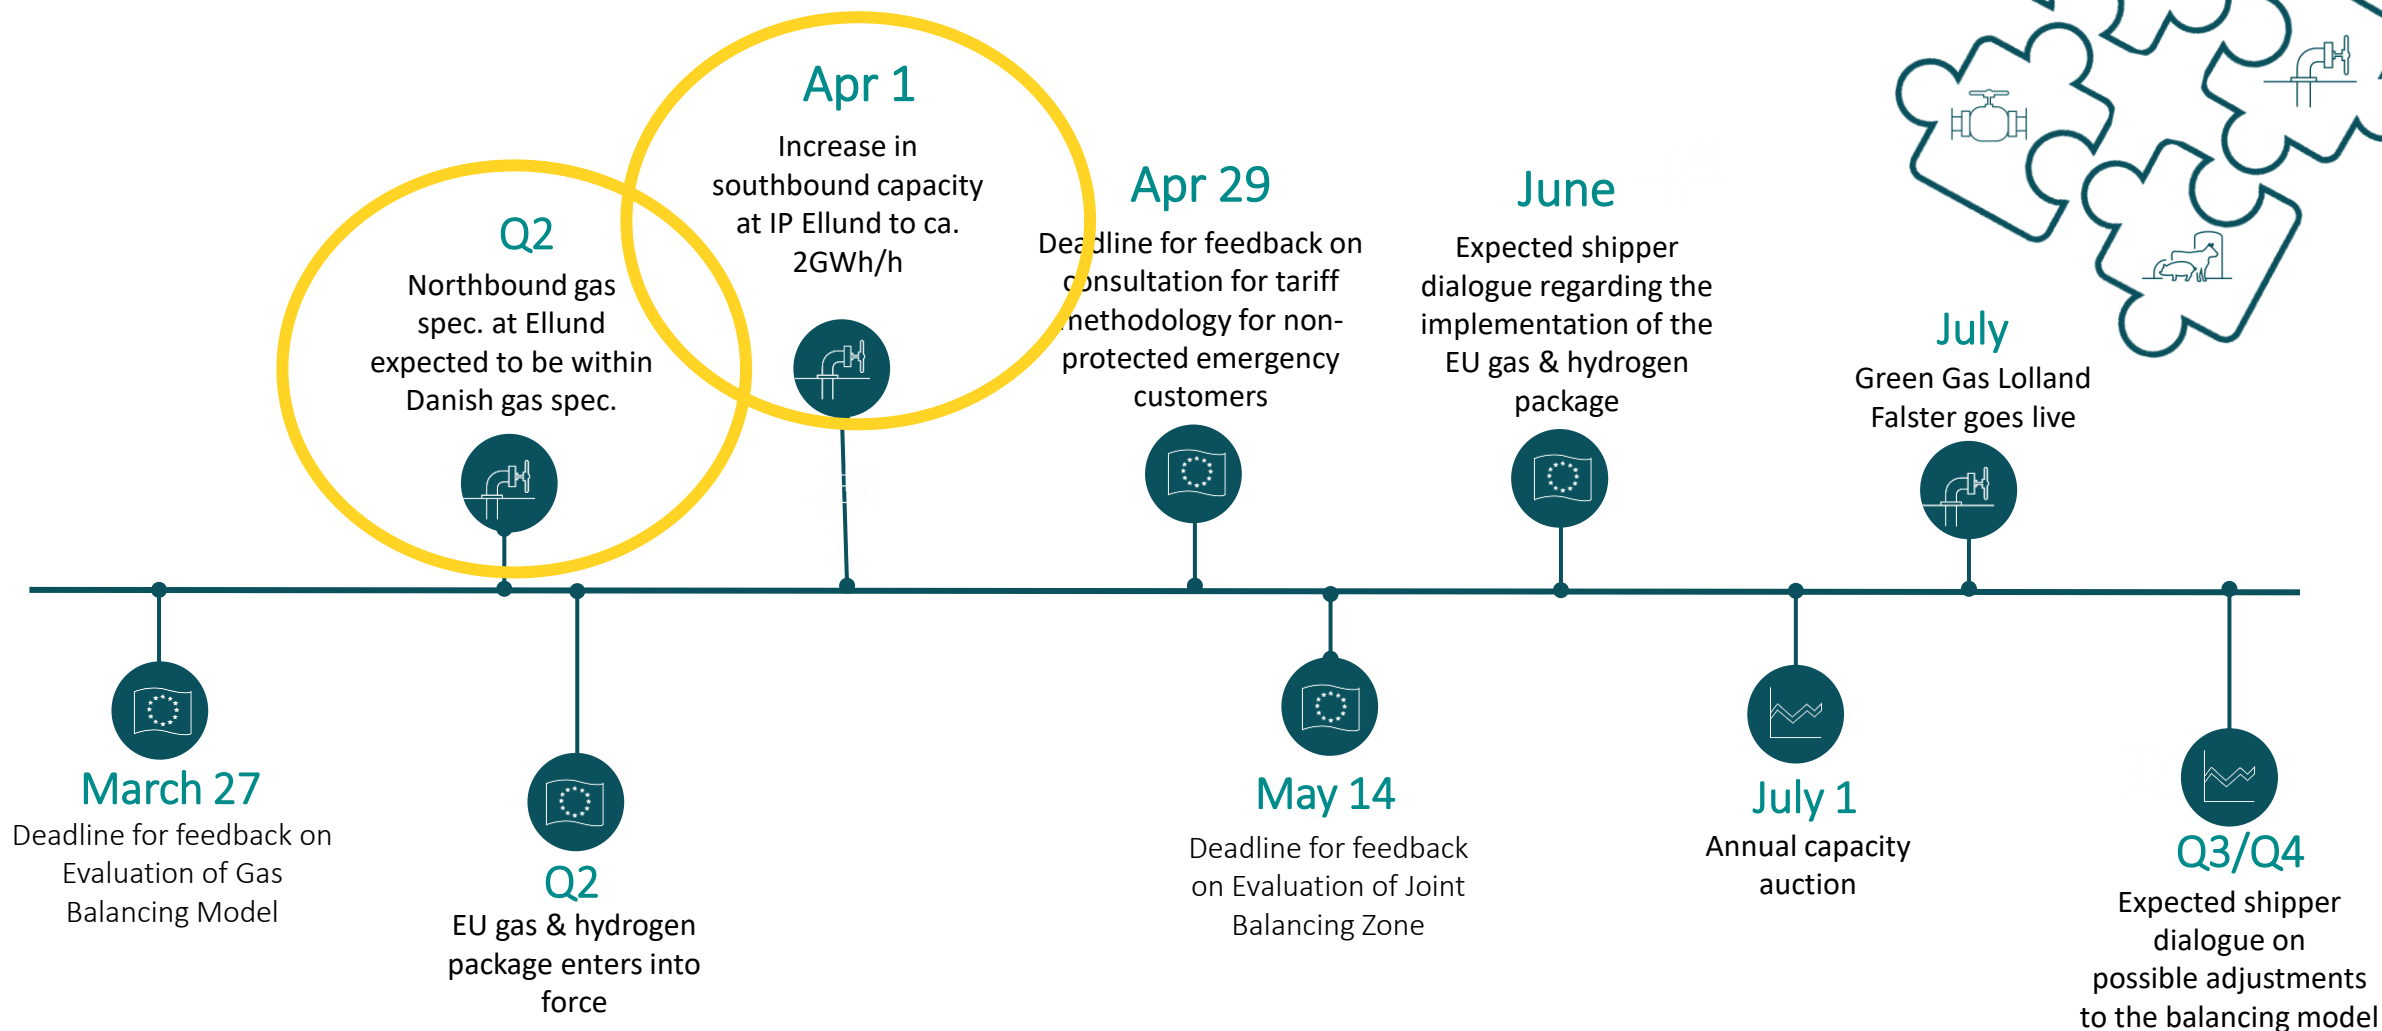 Apr 1
Increase in
southbound capacity
at IP Ellund to ca.
2GWh/h
Q2
Northbound gas
spec. at Ellund
expected to be within
Danish gas spec.
Apr 29
Deadline for feedback on
consultation for tariff
methodology for non-
protected emergency
customers
June
Expected shipper
dialogue regarding the
implementation of the
EU gas & hydrogen
package
July
Green Gas Lolland
Falster goes live
March 27
Deadline for feedback on
Evaluation of Gas
Balancing Model
Q2
EU gas & hydrogen
package enters into
force
May 14
Deadline for feedback
on Evaluation of Joint
Balancing Zone
July 1
Annual capacity
auction
Q3/Q4
Expected shipper
dialogue on
possible adjustments
to the balancing model